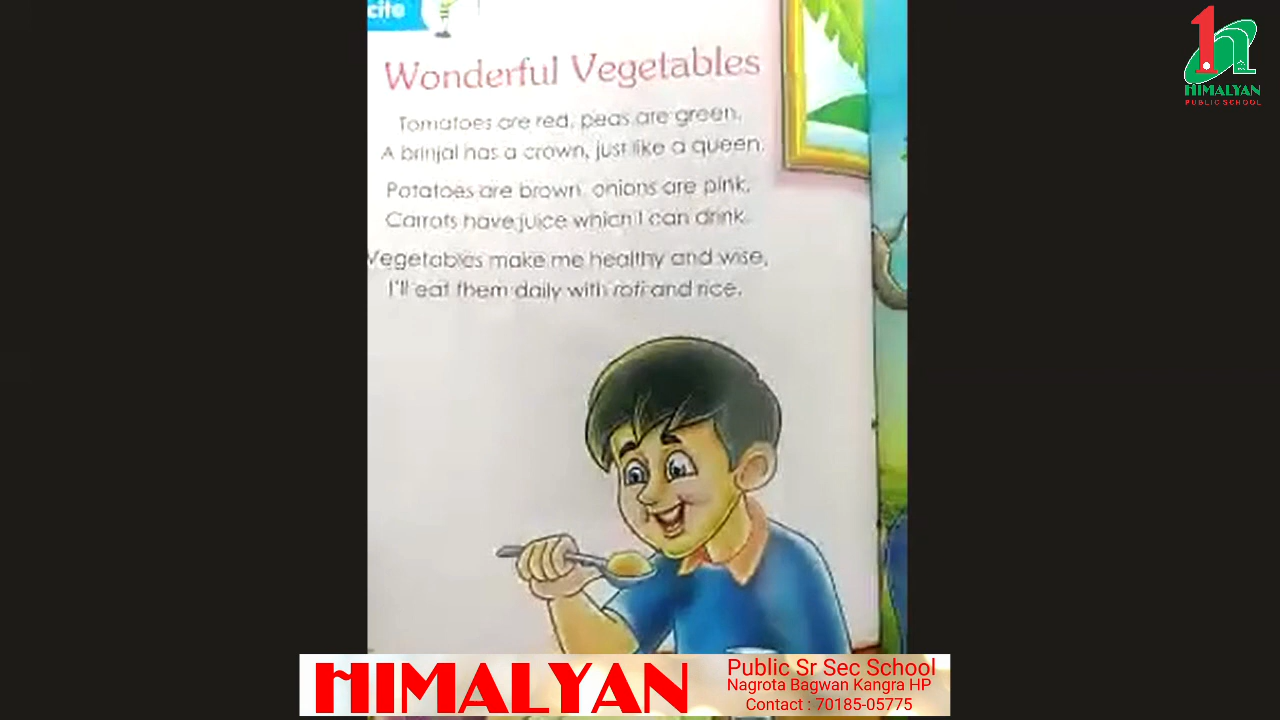 cite
Wonderful Vegetables
Tomatoes are red, peas are green,
A brinjal has a crown, just like a queen.
Potatoes are brown, onions are pink,
Carrots have juice which I can drink.
Vegetables make me healthy and wise,
I'll eat them daily with roti and rice.
HIMALYAN
PUBLIC SCHOOL
HIMALYAN
Public Sr Sec School
Nagrota Bagwan Kangra HP
Contact : 70185-05775